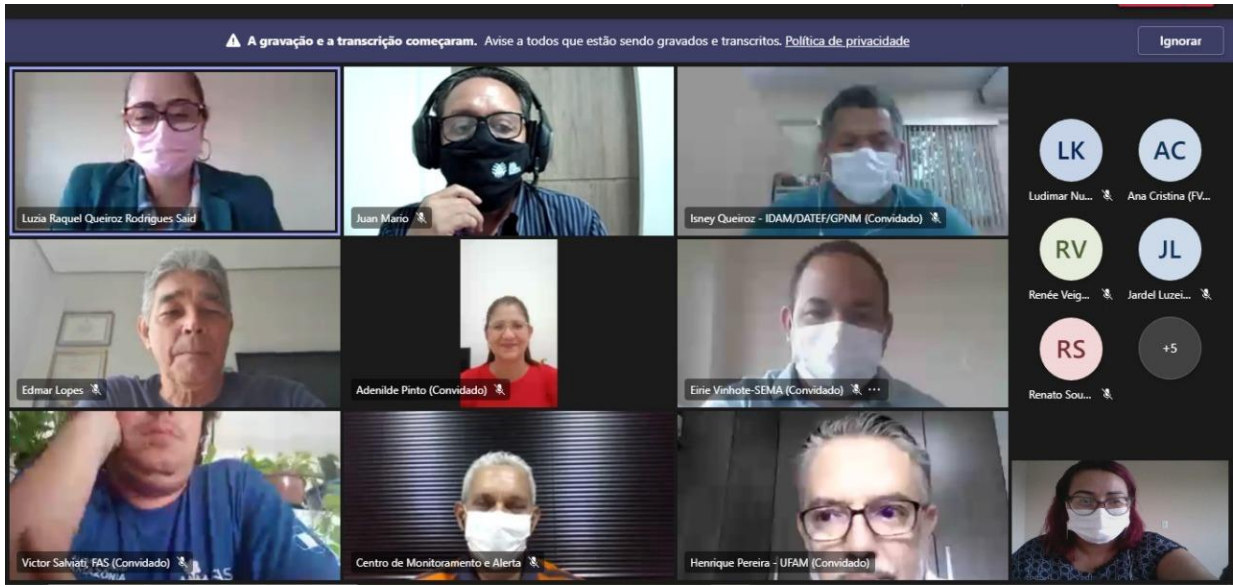 A gravação e a transcrição começaram. Avise a todos que estão sendo gravados e transcritos. Política de privacidade
Ignorar
Luzia Raquel Queiroz Rodrigues Said
Juan Mario
Isney Queiroz - IDAM/DATEF/GPNM (Convidado)
LK
AC
Ludimar Nu...
Ana Cristina (FV...
Edmar Lopes
Adenilde Pinto (Convidado)
Eirie Vinhote-SEMA (Convidado)
RV
JL
Renée Veig...
Jardel Luzei...
RS
+5
Renato Sou...
Victor Salviati, FAS (Convidado)
Centro de Monitoramento e Alerta
Henrique Pereira - UFAM (Convidado)